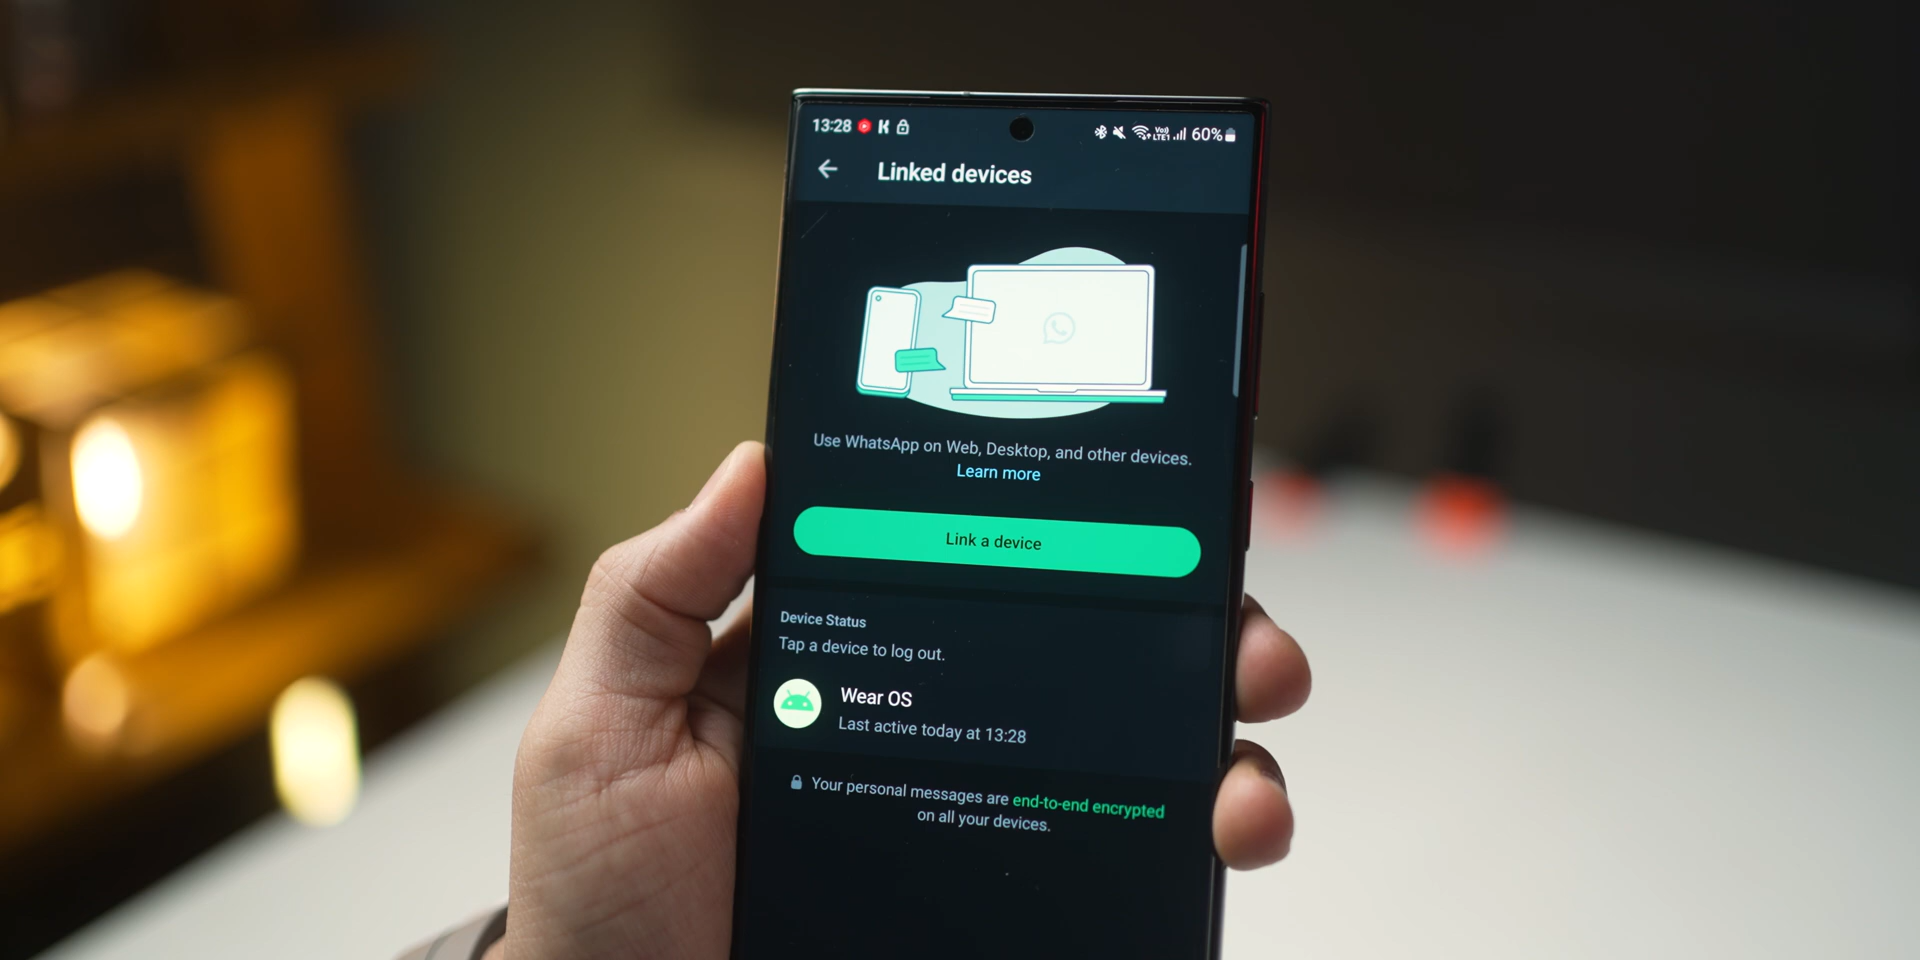 13:28 K Vo) LTE1 60%
Linked devices
Use WhatsApp on Web, Desktop, and other devices.
Learn more
Link a device
Device Status
Tap a device to log out.
Wear OS
Last active today at 13:28
Your personal messages are end-to-end encrypted
on all your devices.